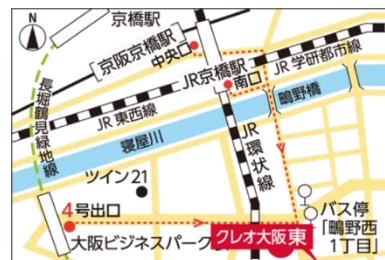 N
京橋駅
京阪京橋駅
中央口
JR京橋駅
南口
JR 学研都市線
長堀鶴見緑地線
JR 東西線
鴫野橋
寝屋川
JR環状線
ツイン21
4号出口
バス停
「鴫野西
1丁目」
クレオ大阪東
大阪ビジネスパーク